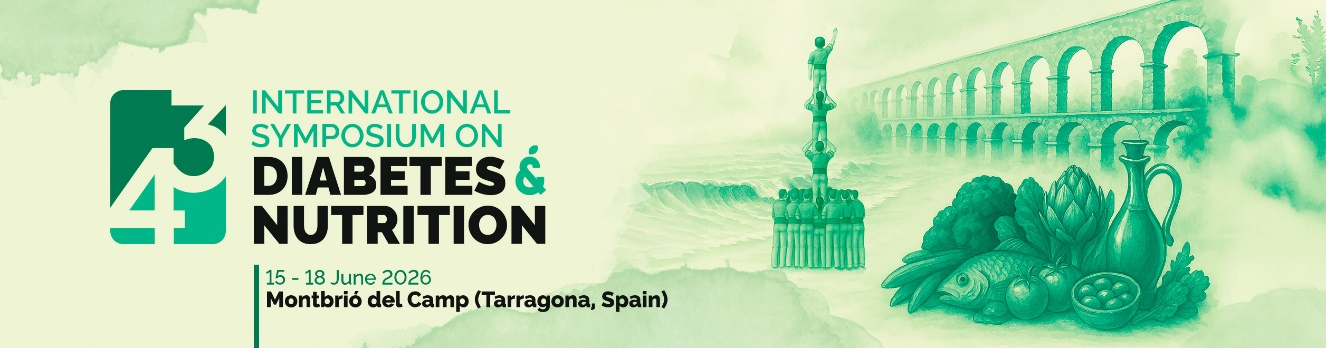 43
INTERNATIONAL
SYMPOSIUM ON
DIABETES &
NUTRITION
15 - 18 June 2026
Montbrió del Camp (Tarragona, Spain)